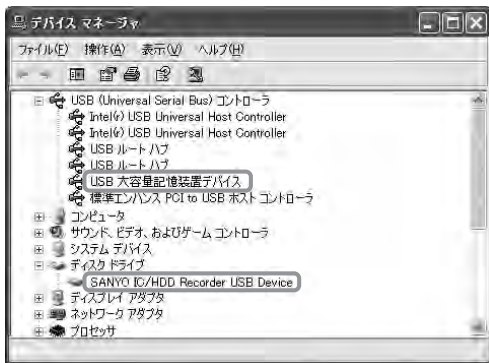 デバイス マネージャ
ファイル(F) 操作(A) 表示(V) ヘルプ(H)
USB (Universal Serial Bus) コントローラ
Intel(r) USB Universal Host Controller
Intel(r) USB Universal Host Controller
USB ルート ハブ
USB ルート ハブ
USB 大容量記憶装置デバイス
標準エンハンス PCI to USB ホスト コントローラ
コンピュータ
サウンド、ビデオ、およびゲーム コントローラ
システム デバイス
ディスク ドライブ
SANYO IC/HDD Recorder USB Device
ディスプレイ アダプタ
ネットワーク アダプタ
プロセッサ